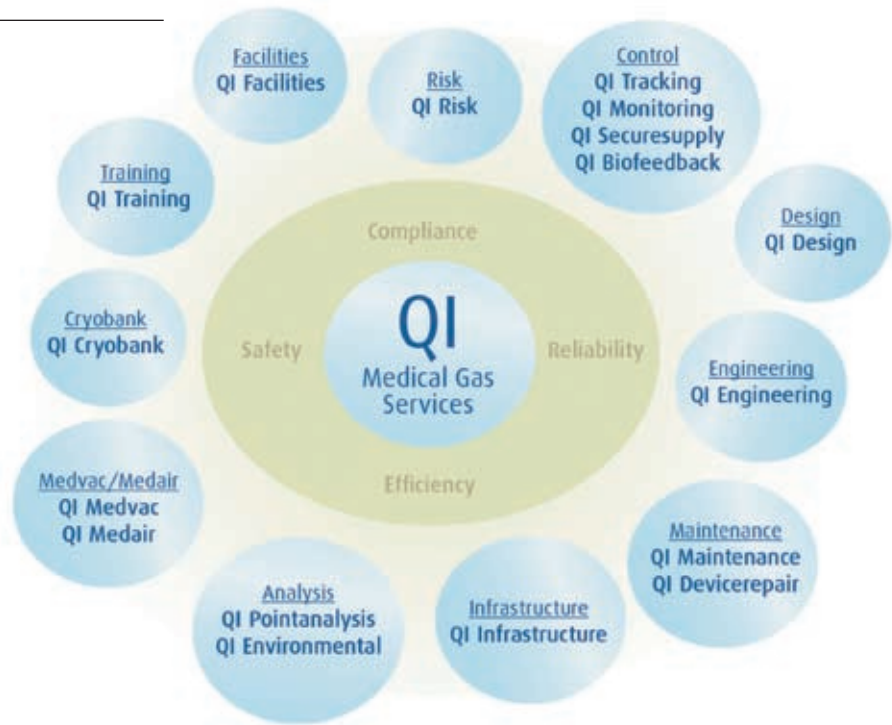 Facilities
QI Facilities
Risk
QI Risk
Control
QI Tracking
QI Monitoring
QI Securesupply
QI Biofeedback
Training
QI Training
Design
QI Design
Compliance
Cryobank
QI Cryobank
Safety
QI
Medical Gas
Services
Reliability
Engineering
QI Engineering
Efficiency
Medvac/Medair
QI Medvac
QI Medair
Maintenance
QI Maintenance
QI Devicerepair
Analysis
QI Pointanalysis
QI Environmental
Infrastructure
QI Infrastructure